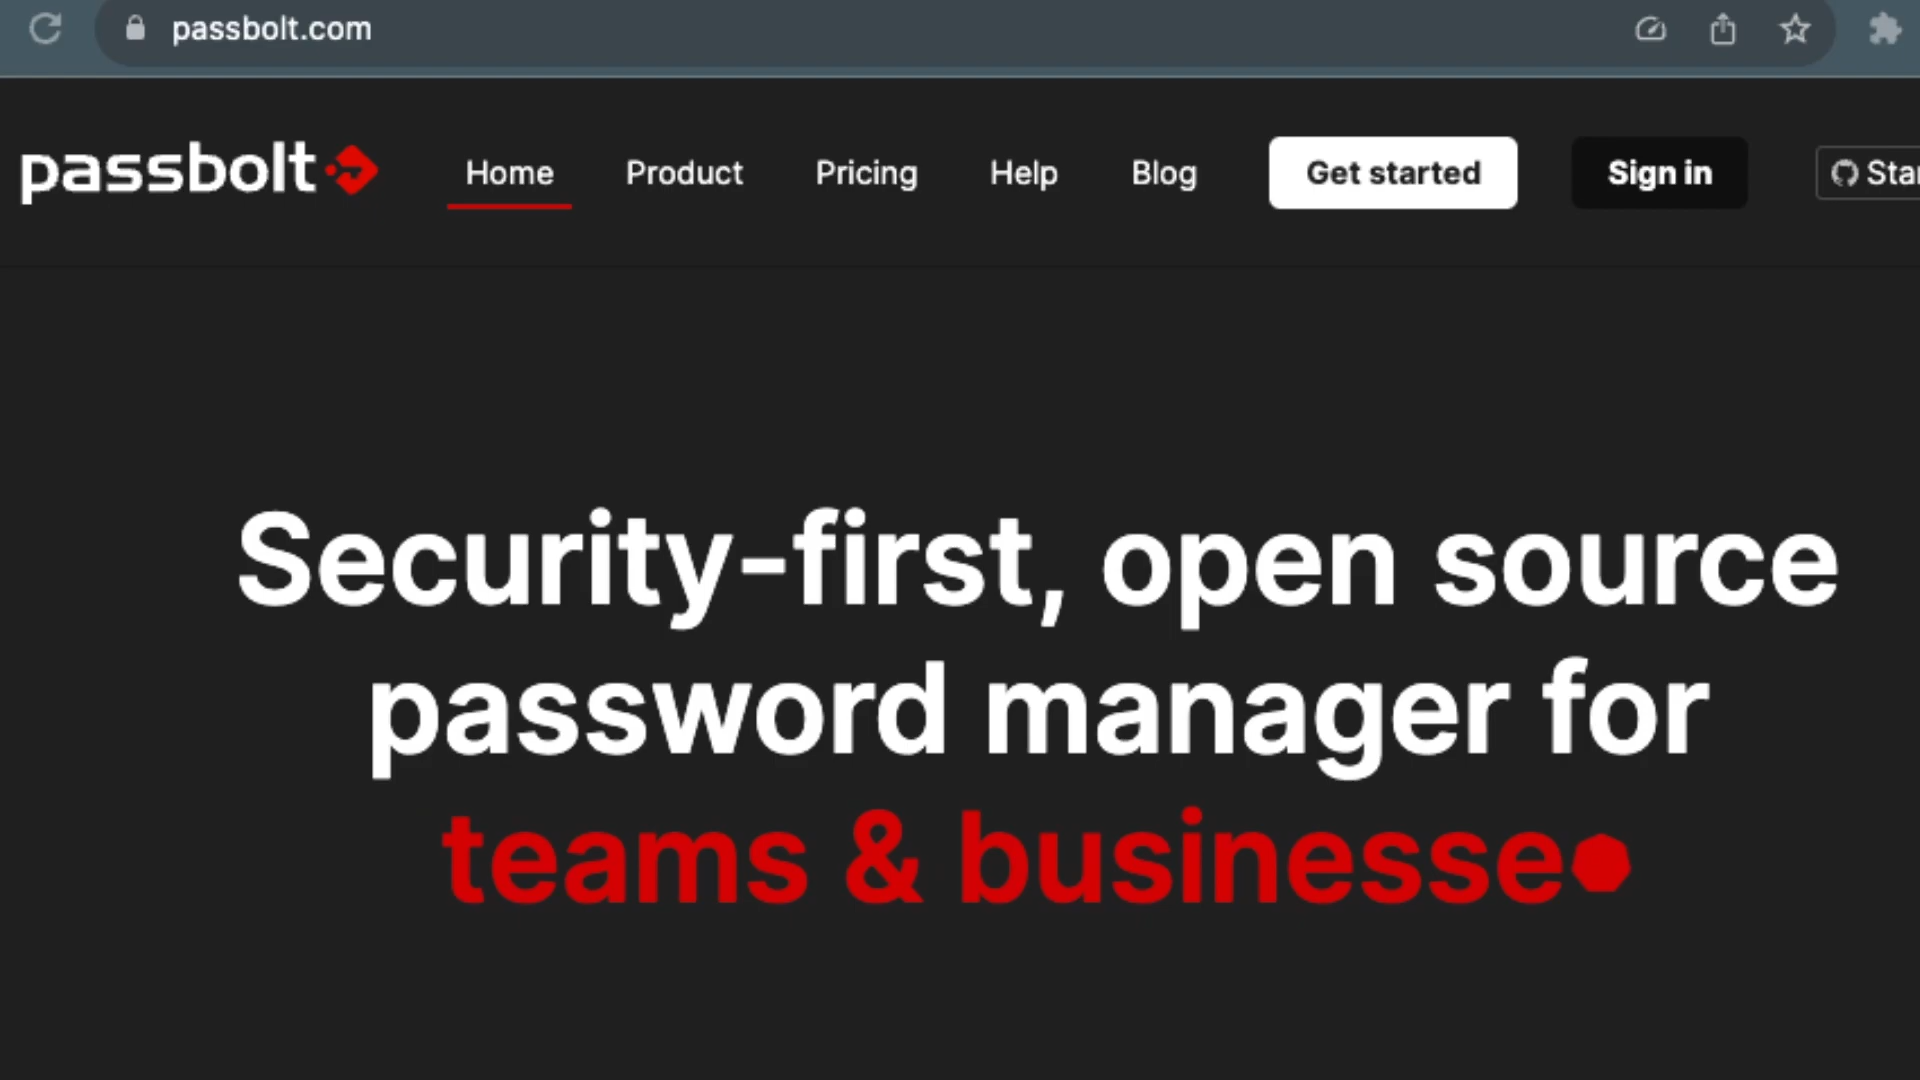 passbolt.com
passbolt Home Product Pricing Help Blog Get started Sign in Star
Security-first, open source
password manager for
teams & businesse